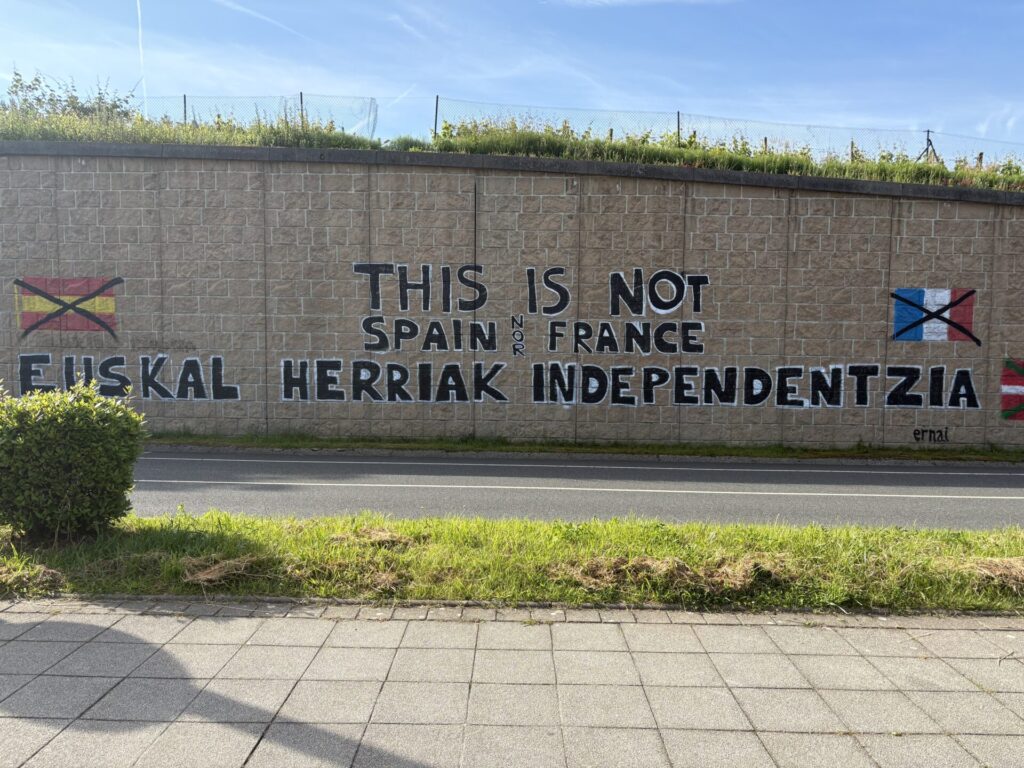 THIS IS NOT
SPAIN NOR FRANCE
EUSKAL HERRIAK INDEPENDENTZIA
ernai